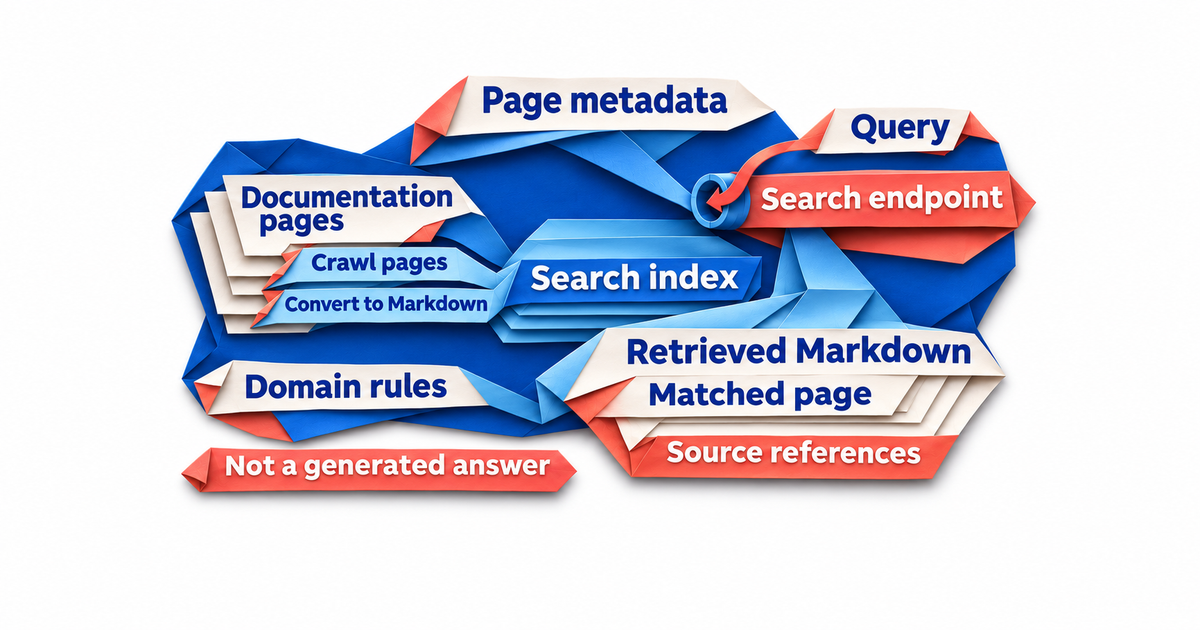 Page metadata
Query
Documentation
pages
Search endpoint
Crawl pages
Search index
Convert to Markdown
Retrieved Markdown
Domain rules
Matched page
Source references
Not a generated answer